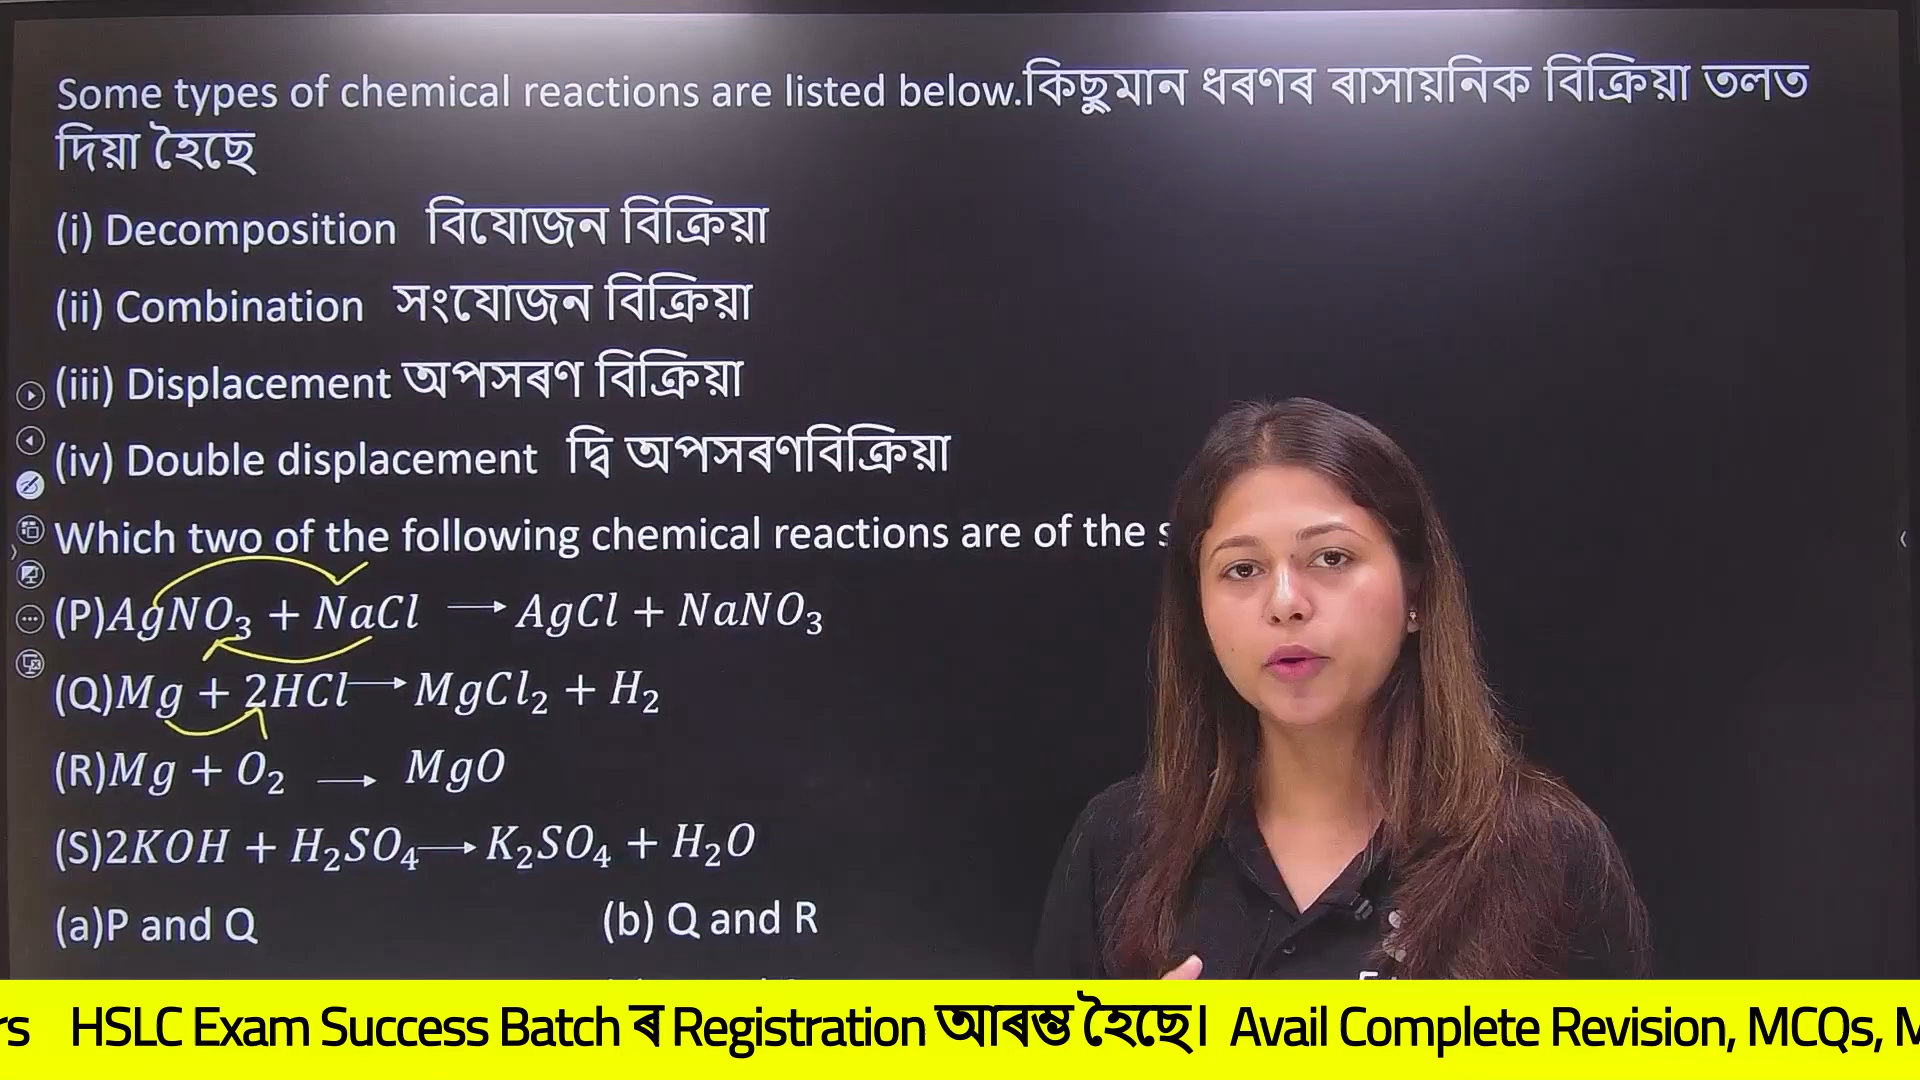 Some types of chemical reactions are listed below.কিছুমান ধৰণৰ ৰাসায়নিক বিক্ৰিয়া তলত
দিয়া হৈছে
(i) Decomposition বিযোজন বিক্ৰিয়া
(ii) Combination সংযোজন বিক্ৰিয়া
(iii) Displacement অপসৰণ বিক্ৰিয়া
(iv) Double displacement দ্বি অপসৰণবিক্ৰিয়া
Which two of the following chemical reactions are of the
(P)AgNO₃ + NaCl ⟶ AgCl + NaNO₃
(Q)Mg + 2HCl ⟶ MgCl₂ + H₂
(R)Mg + O₂ ⟶ MgO
(S)2KOH + H₂SO₄ ⟶ K₂SO₄ + H₂O
(a)P and Q (b) Q and R
HSLC Exam Success Batch ৰ Registration আৰম্ভ হৈছে। Avail Complete Revision, MCQs,